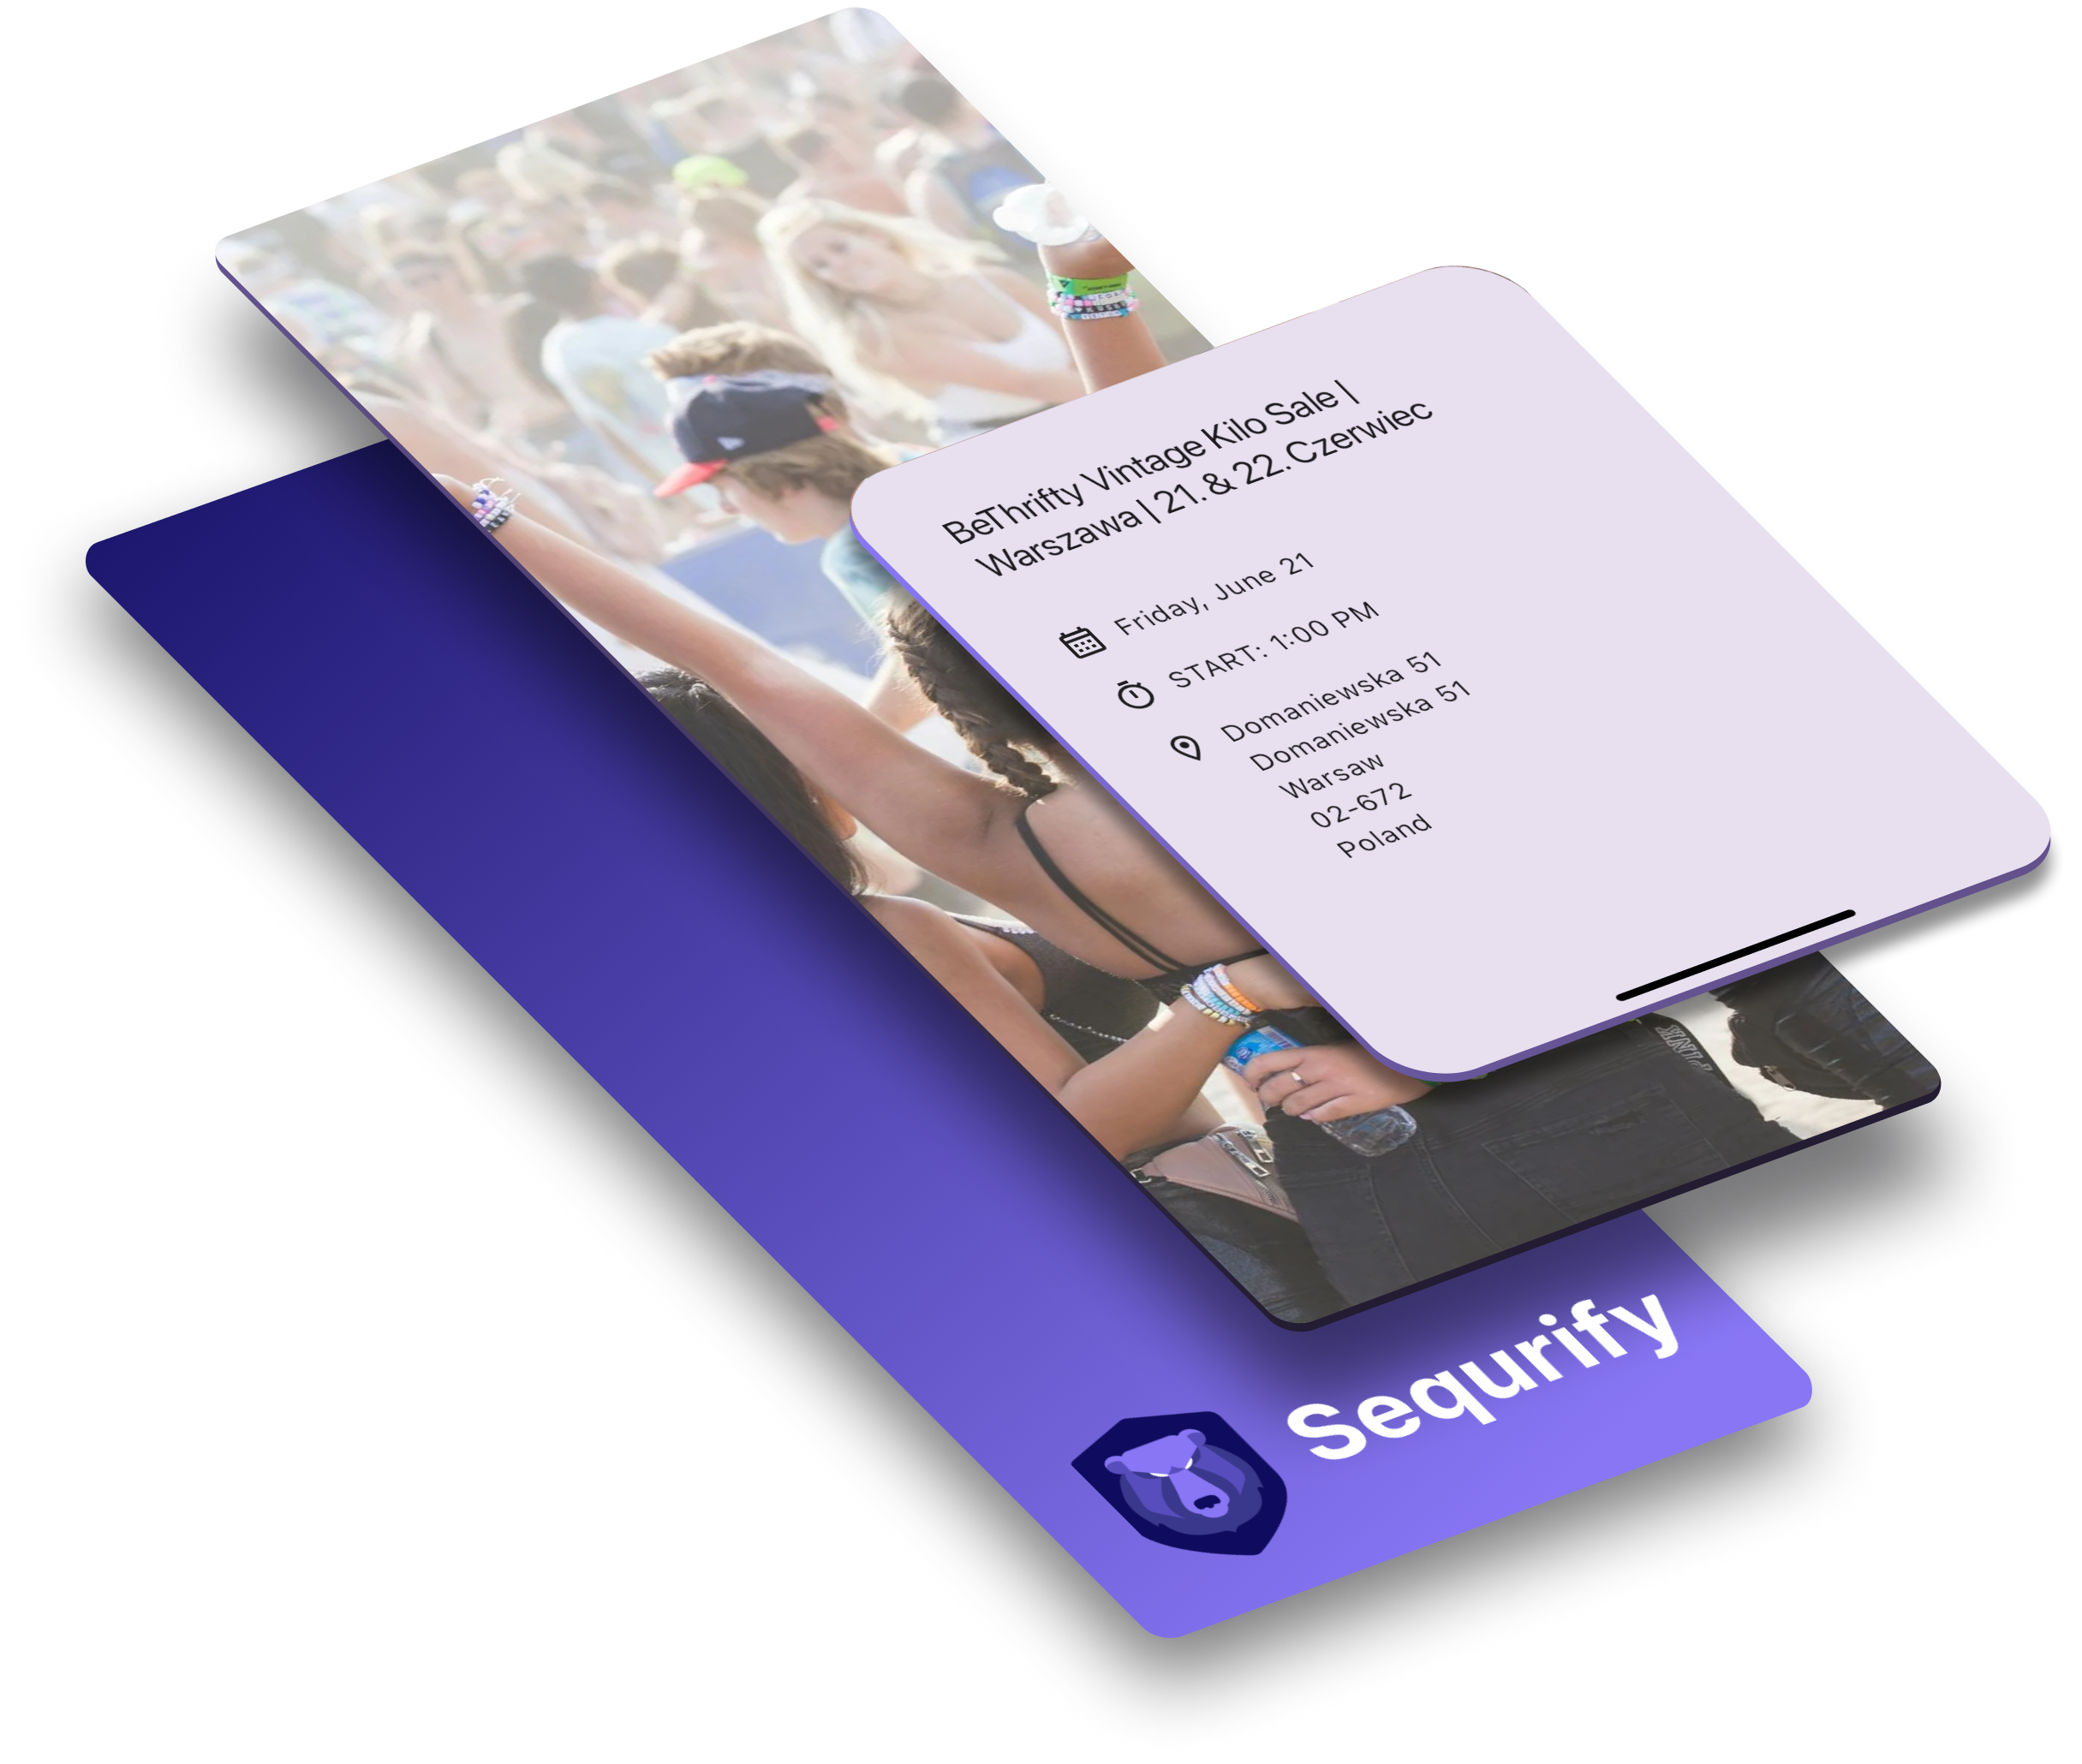 BeThrifty Vintage Kilo Sale |
Warszawa | 21. & 22. Czerwiec
Friday, June 21
START: 1:00 PM
Domaniewska 51
Domaniewska 51
Warsaw
02-672
Poland
PINK
Sequrify